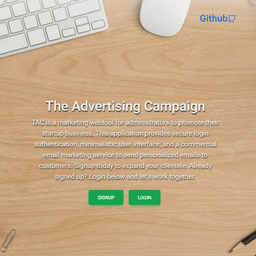 Github
The Advertising Campaign
TAC is a marketing webtool for administrators to promote their
startup business. This application provides secure login
authentication, minimalistic user interface, and a commercial
email marketing service to send personalized emails to
customers. Signup today to expand your clientele. Already
signed up? Login below and let's work together.
SIGNUP LOGIN